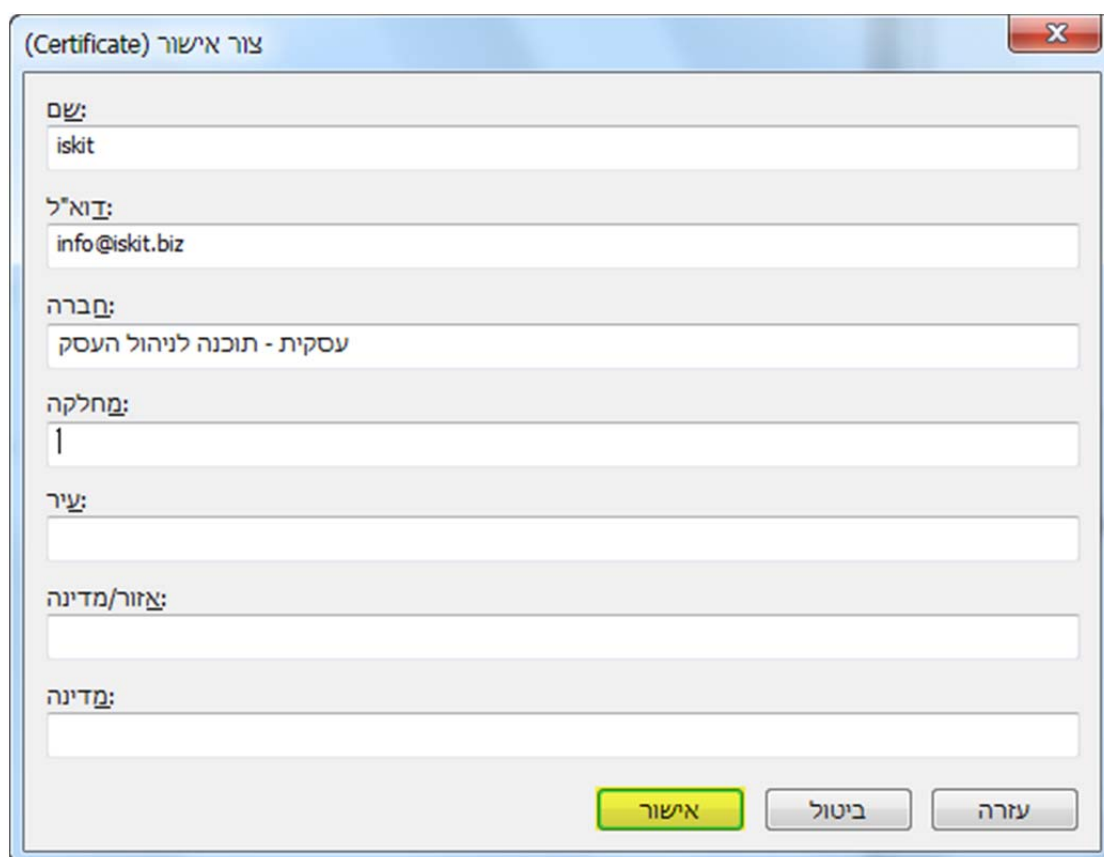 צור אישור (Certificate)
שם:
iskit
דוא"ל:
info@iskit.biz
חברה:
עסקית - תוכנה לניהול העסק
מחלקה:
עיר:
אזור/מדינה:
מדינה:
אישור
ביטול
עזרה